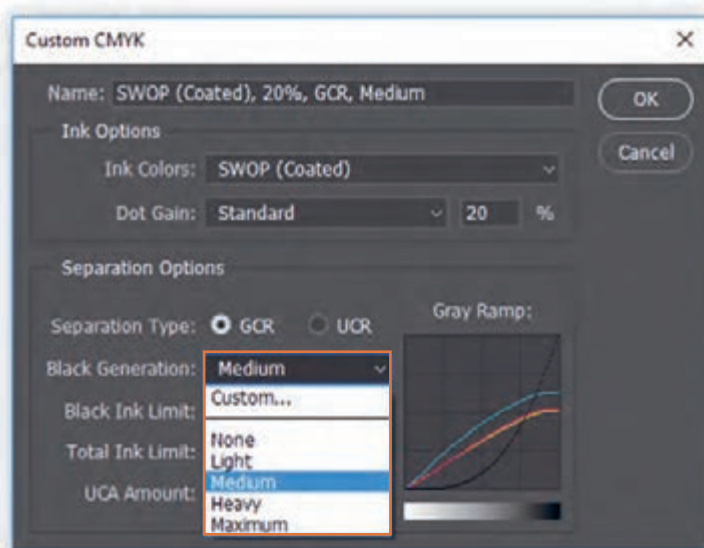 Custom CMYK
Name: SWOP (Coated), 20%, GCR, Medium
OK
Ink Options
Cancel
Ink Colors: SWOP (Coated)
Dot Gain: Standard 20 %
Separation Options
Separation Type: GCR UCR
Gray Ramp:
Black Generation: Medium
Custom...
Black Ink Limit:
None
Total Ink Limit:
Light
Medium
UCA Amount:
Heavy
Maximum